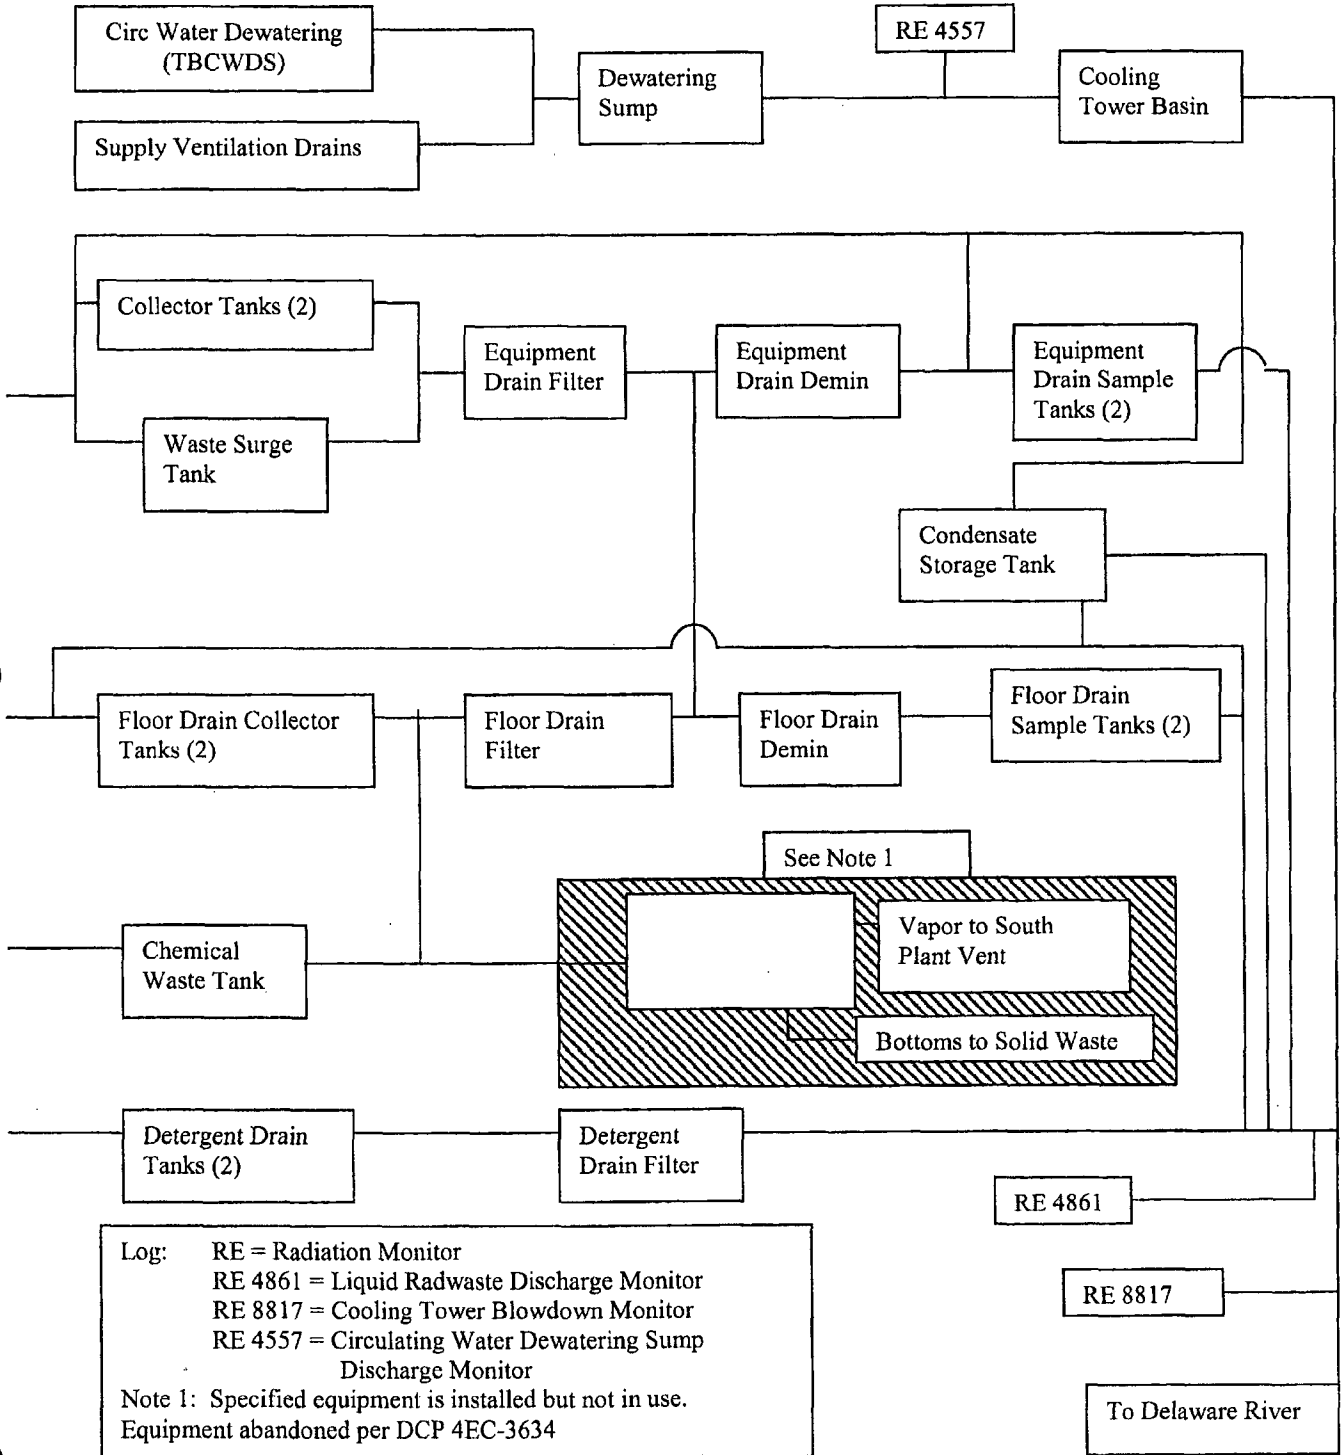 Circ Water Dewatering
(TBCWDS)
RE 4557
Dewatering
Sump
Cooling
Tower Basin
Supply Ventilation Drains
Collector Tanks (2)
Equipment
Drain Filter
Equipment
Drain Demin
Equipment
Drain Sample
Tanks (2)
Waste Surge
Tank
Condensate
Storage Tank
Floor Drain Collector
Tanks (2)
Floor Drain
Filter
Floor Drain
Demin
Floor Drain
Sample Tanks (2)
See Note 1
Chemical
Waste Tank
Vapor to South
Plant Vent
Bottoms to Solid Waste
Detergent Drain
Tanks (2)
Detergent
Drain Filter
RE 4861
RE 8817
Log: RE = Radiation Monitor
RE 4861 = Liquid Radwaste Discharge Monitor
RE 8817 = Cooling Tower Blowdown Monitor
RE 4557 = Circulating Water Dewatering Sump
Discharge Monitor
Note 1: Specified equipment is installed but not in use.
Equipment abandoned per DCP 4EC-3634
To Delaware River